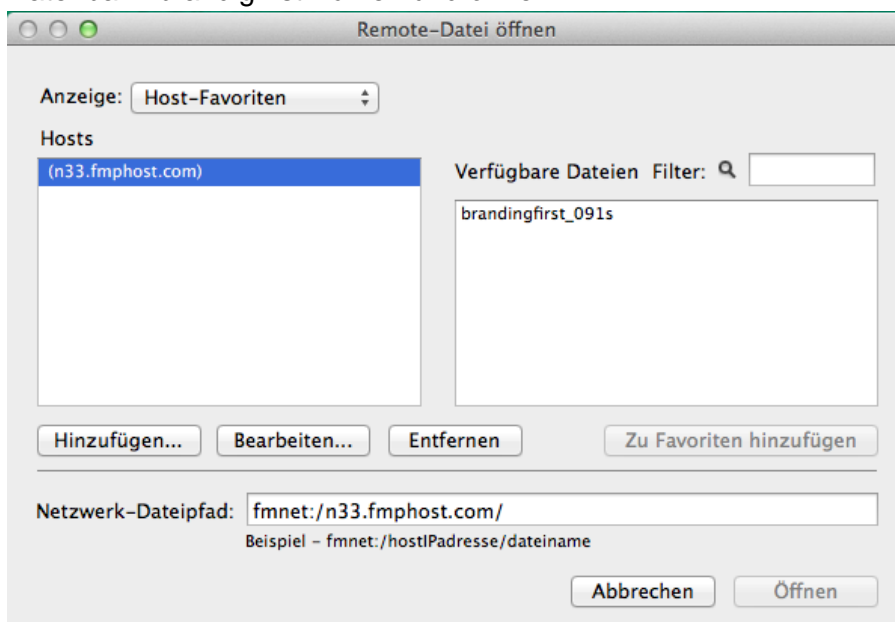 Remote-Datei öffnen
Anzeige: Host-Favoriten
Hosts
(n33.fmphost.com)
Verfügbare Dateien Filter:
brandingfirst_091s
Hinzufügen... Bearbeiten... Entfernen Zu Favoriten hinzufügen
Netzwerk-Dateipfad: fmnet:/n33.fmphost.com/
Beispiel – fmnet:/hostIPadresse/dateiname
Abbrechen Öffnen